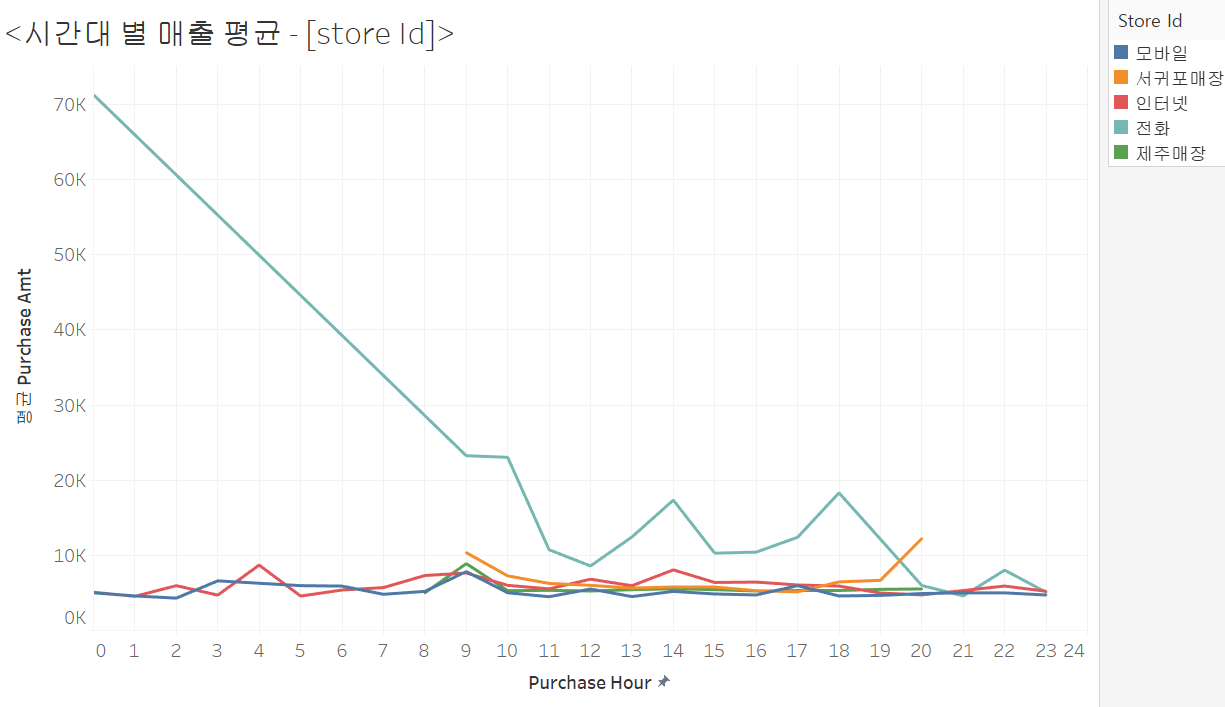 <시간대 별 매출 평균 - [store Id]>
Store Id
모바일
서귀포매장
인터넷
전화
제주매장
평균 Purchase Amt
70K
60K
50K
40K
30K
20K
10K
0K
0 1 2 3 4 5 6 7 8 9 10 11 12 13 14 15 16 17 18 19 20 21 22 23 24
Purchase Hour